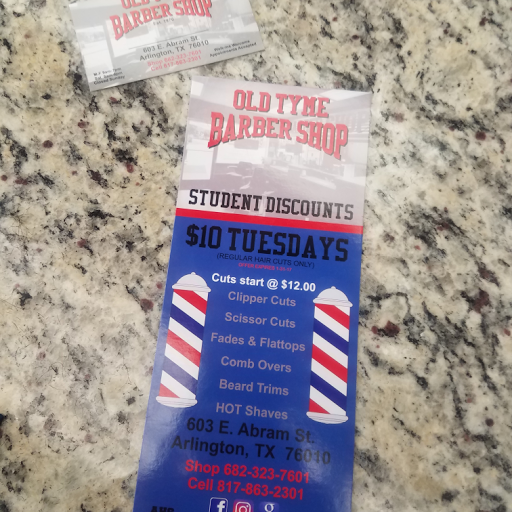 BARBER SHOP
603 E. Abram St
Arlington, TX 76010
OLD TYME
BARBER SHOP
STUDENT DISCOUNTS
$10 TUESDAYS
(REGULAR HAIR CUTS ONLY)
Cuts start @ $12.00
Clipper Cuts
Scissor Cuts
Fades & Flattops
Comb Overs
Beard Trims
HOT Shaves
603 E. Abram St.
Arlington, TX 76010
Shop 682-323-7601
Cell 817-863-2301